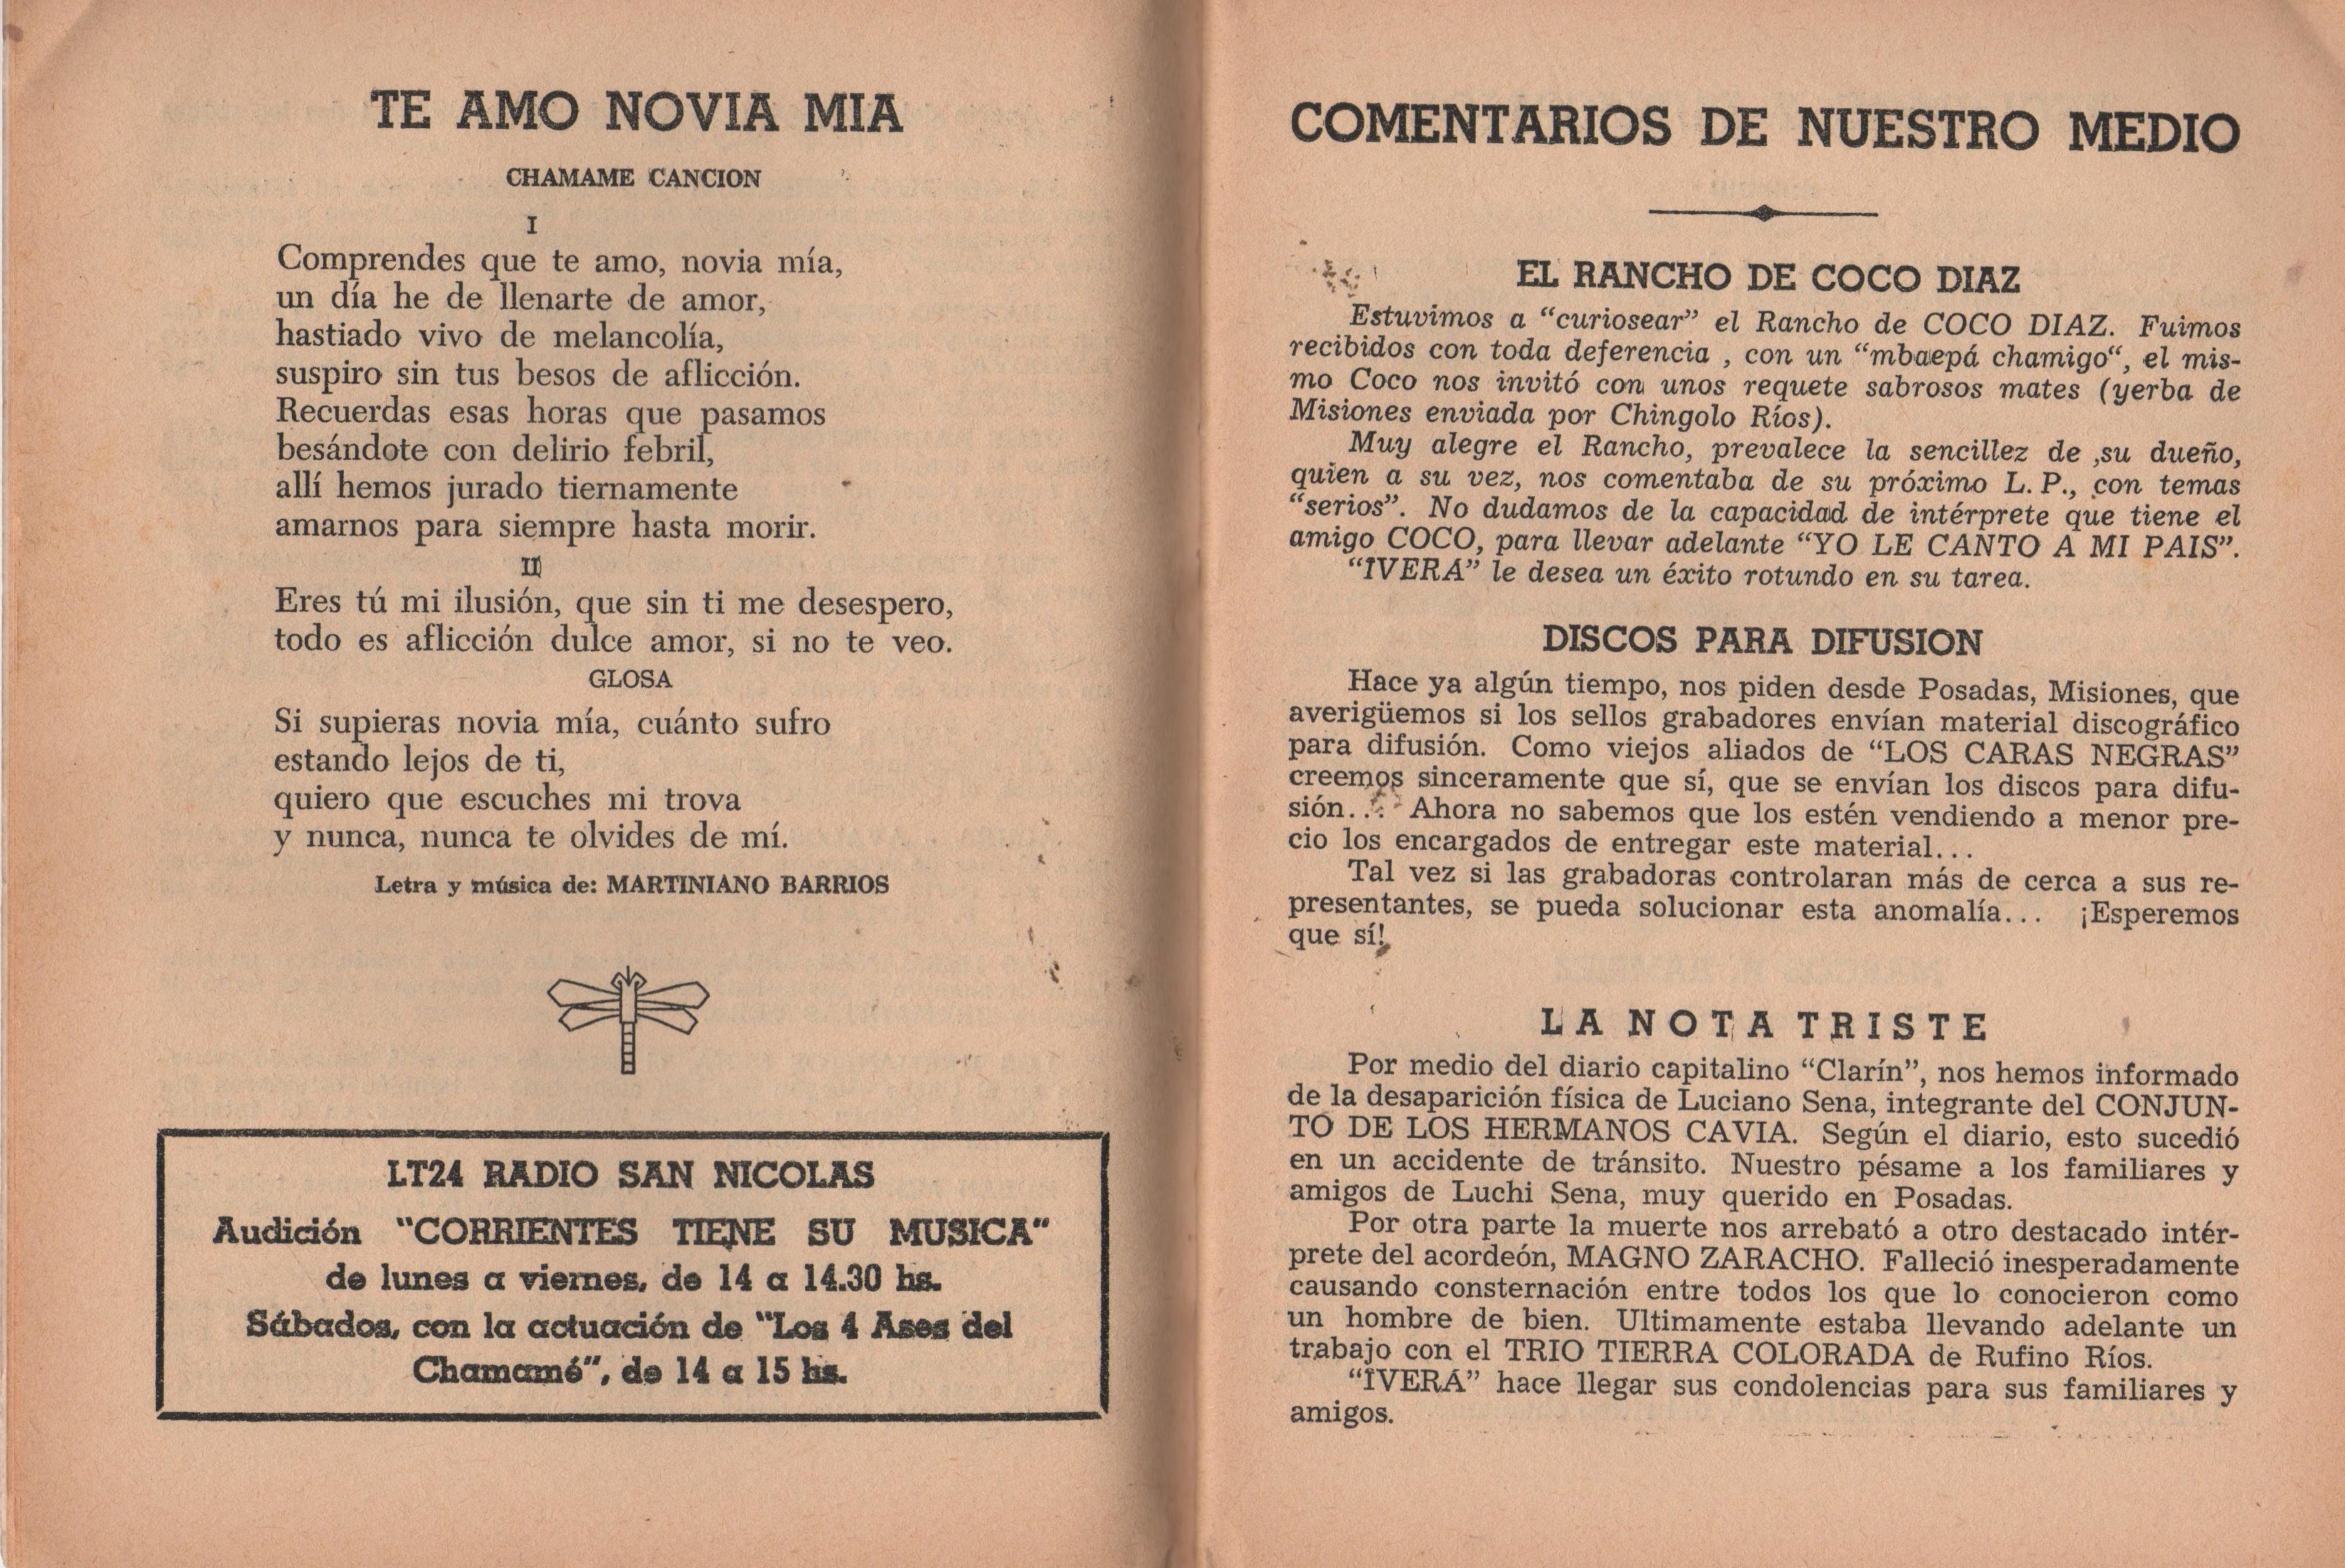 TE AMO NOVIA MIA
CHAMAME CANCION
I
Comprendes que te amo, novia mía,
un día he de llenarte de amor,
hastiado vivo de melancolía,
suspiro sin tus besos de aflicción.
Recuerdas esas horas que pasamos
besándote con delirio febril,
allí hemos jurado tiernamente
amarnos para siempre hasta morir.
II
Eres tú mi ilusión, que sin ti me desespero,
todo es aflicción dulce amor, si no te veo.
GLOSA
Si supieras novia mía, cuánto sufro
estando lejos de ti,
quiero que escuches mi trova
y nunca, nunca te olvides de mí.
Letra y música de: MARTINIANO BARRIOS
LT24 RADIO SAN NICOLAS
Audición "CORRIENTES TIENE SU MUSICA"
de lunes a viernes, de 14 a 14.30 hs.
Sábados, con la actuación de "Los 4 Ases del
Chamamé", de 14 a 15 hs.
COMENTARIOS DE NUESTRO MEDIO
EL RANCHO DE COCO DIAZ
Estuvimos a “curiosear” el Rancho de COCO DIAZ. Fuimos
recibidos con toda deferencia , con un “mbaepá chamigo“, el mis-
mo Coco nos invitó con unos requete sabrosos mates (yerba de
Misiones enviada por Chingolo Ríos).
Muy alegre el Rancho, prevalece la sencillez de ,su dueño,
quien a su vez, nos comentaba de su próximo L. P., con temas
“serios”. No dudamos de la capacidad de intérprete que tiene el
amigo COCO, para llevar adelante “YO LE CANTO A MI PAIS”.
“IVERÁ” le desea un éxito rotundo en su tarea.
DISCOS PARA DIFUSION
Hace ya algún tiempo, nos piden desde Posadas, Misiones, que
averigüemos si los sellos grabadores envían material discográfico
para difusión. Como viejos aliados de “LOS CARAS NEGRAS”
creemos sinceramente que sí, que se envían los discos para difu-
sión... Ahora no sabemos que los estén vendiendo a menor pre-
cio los encargados de entregar este material...
Tal vez si las grabadoras controlaran más de cerca a sus re-
presentantes, se pueda solucionar esta anomalía... ¡Esperemos
que sí!
LA NOTA TRISTE
Por medio del diario capitalino “Clarín”, nos hemos informado
de la desaparición física de Luciano Sena, integrante del CONJUN-
TO DE LOS HERMANOS CAVIA. Según el diario, esto sucedió
en un accidente de tránsito. Nuestro pésame a los familiares y
amigos de Luchi Sena, muy querido en Posadas.
Por otra parte la muerte nos arrebató a otro destacado intér-
prete del acordeón, MAGNO ZARACHO. Falleció inesperadamente
causando consternación entre todos los que lo conocieron como
un hombre de bien. Ultimamente estaba llevando adelante un
trabajo con el TRIO TIERRA COLORADA de Rufino Ríos.
“IVERÁ” hace llegar sus condolencias para sus familiares y
amigos.